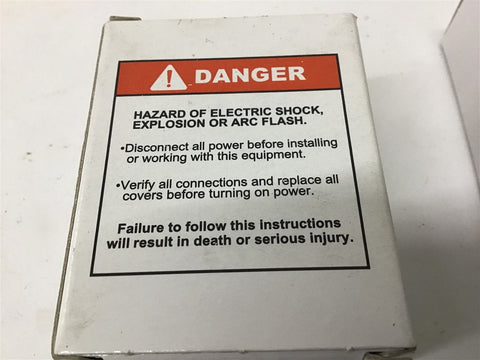 DANGER
HAZARD OF ELECTRIC SHOCK,
EXPLOSION OR ARC FLASH.
•Disconnect all power before installing
or working with this equipment.
•Verify all connections and replace all
covers before turning on power.
Failure to follow this instructions
will result in death or serious injury.